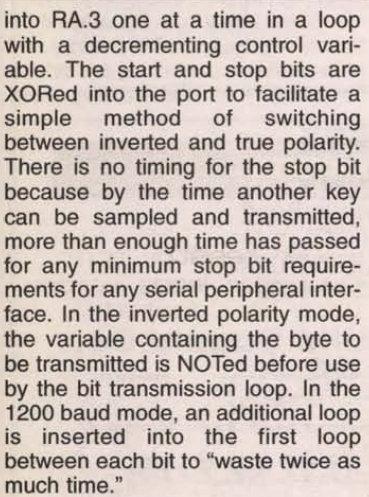 into RA.3 one at a time in a loop
with a decrementing control vari-
able. The start and stop bits are
XORed into the port to facilitate a
simple method of switching
between inverted and true polarity.
There is no timing for the stop bit
because by the time another key
can be sampled and transmitted,
more than enough time has passed
for any minimum stop bit require-
ments for any serial peripheral inter-
face. In the inverted polarity mode,
the variable containing the byte to
be transmitted is NOTed before use
by the bit transmission loop. In the
1200 baud mode, an additional loop
is inserted into the first loop
between each bit to “waste twice as
much time.”